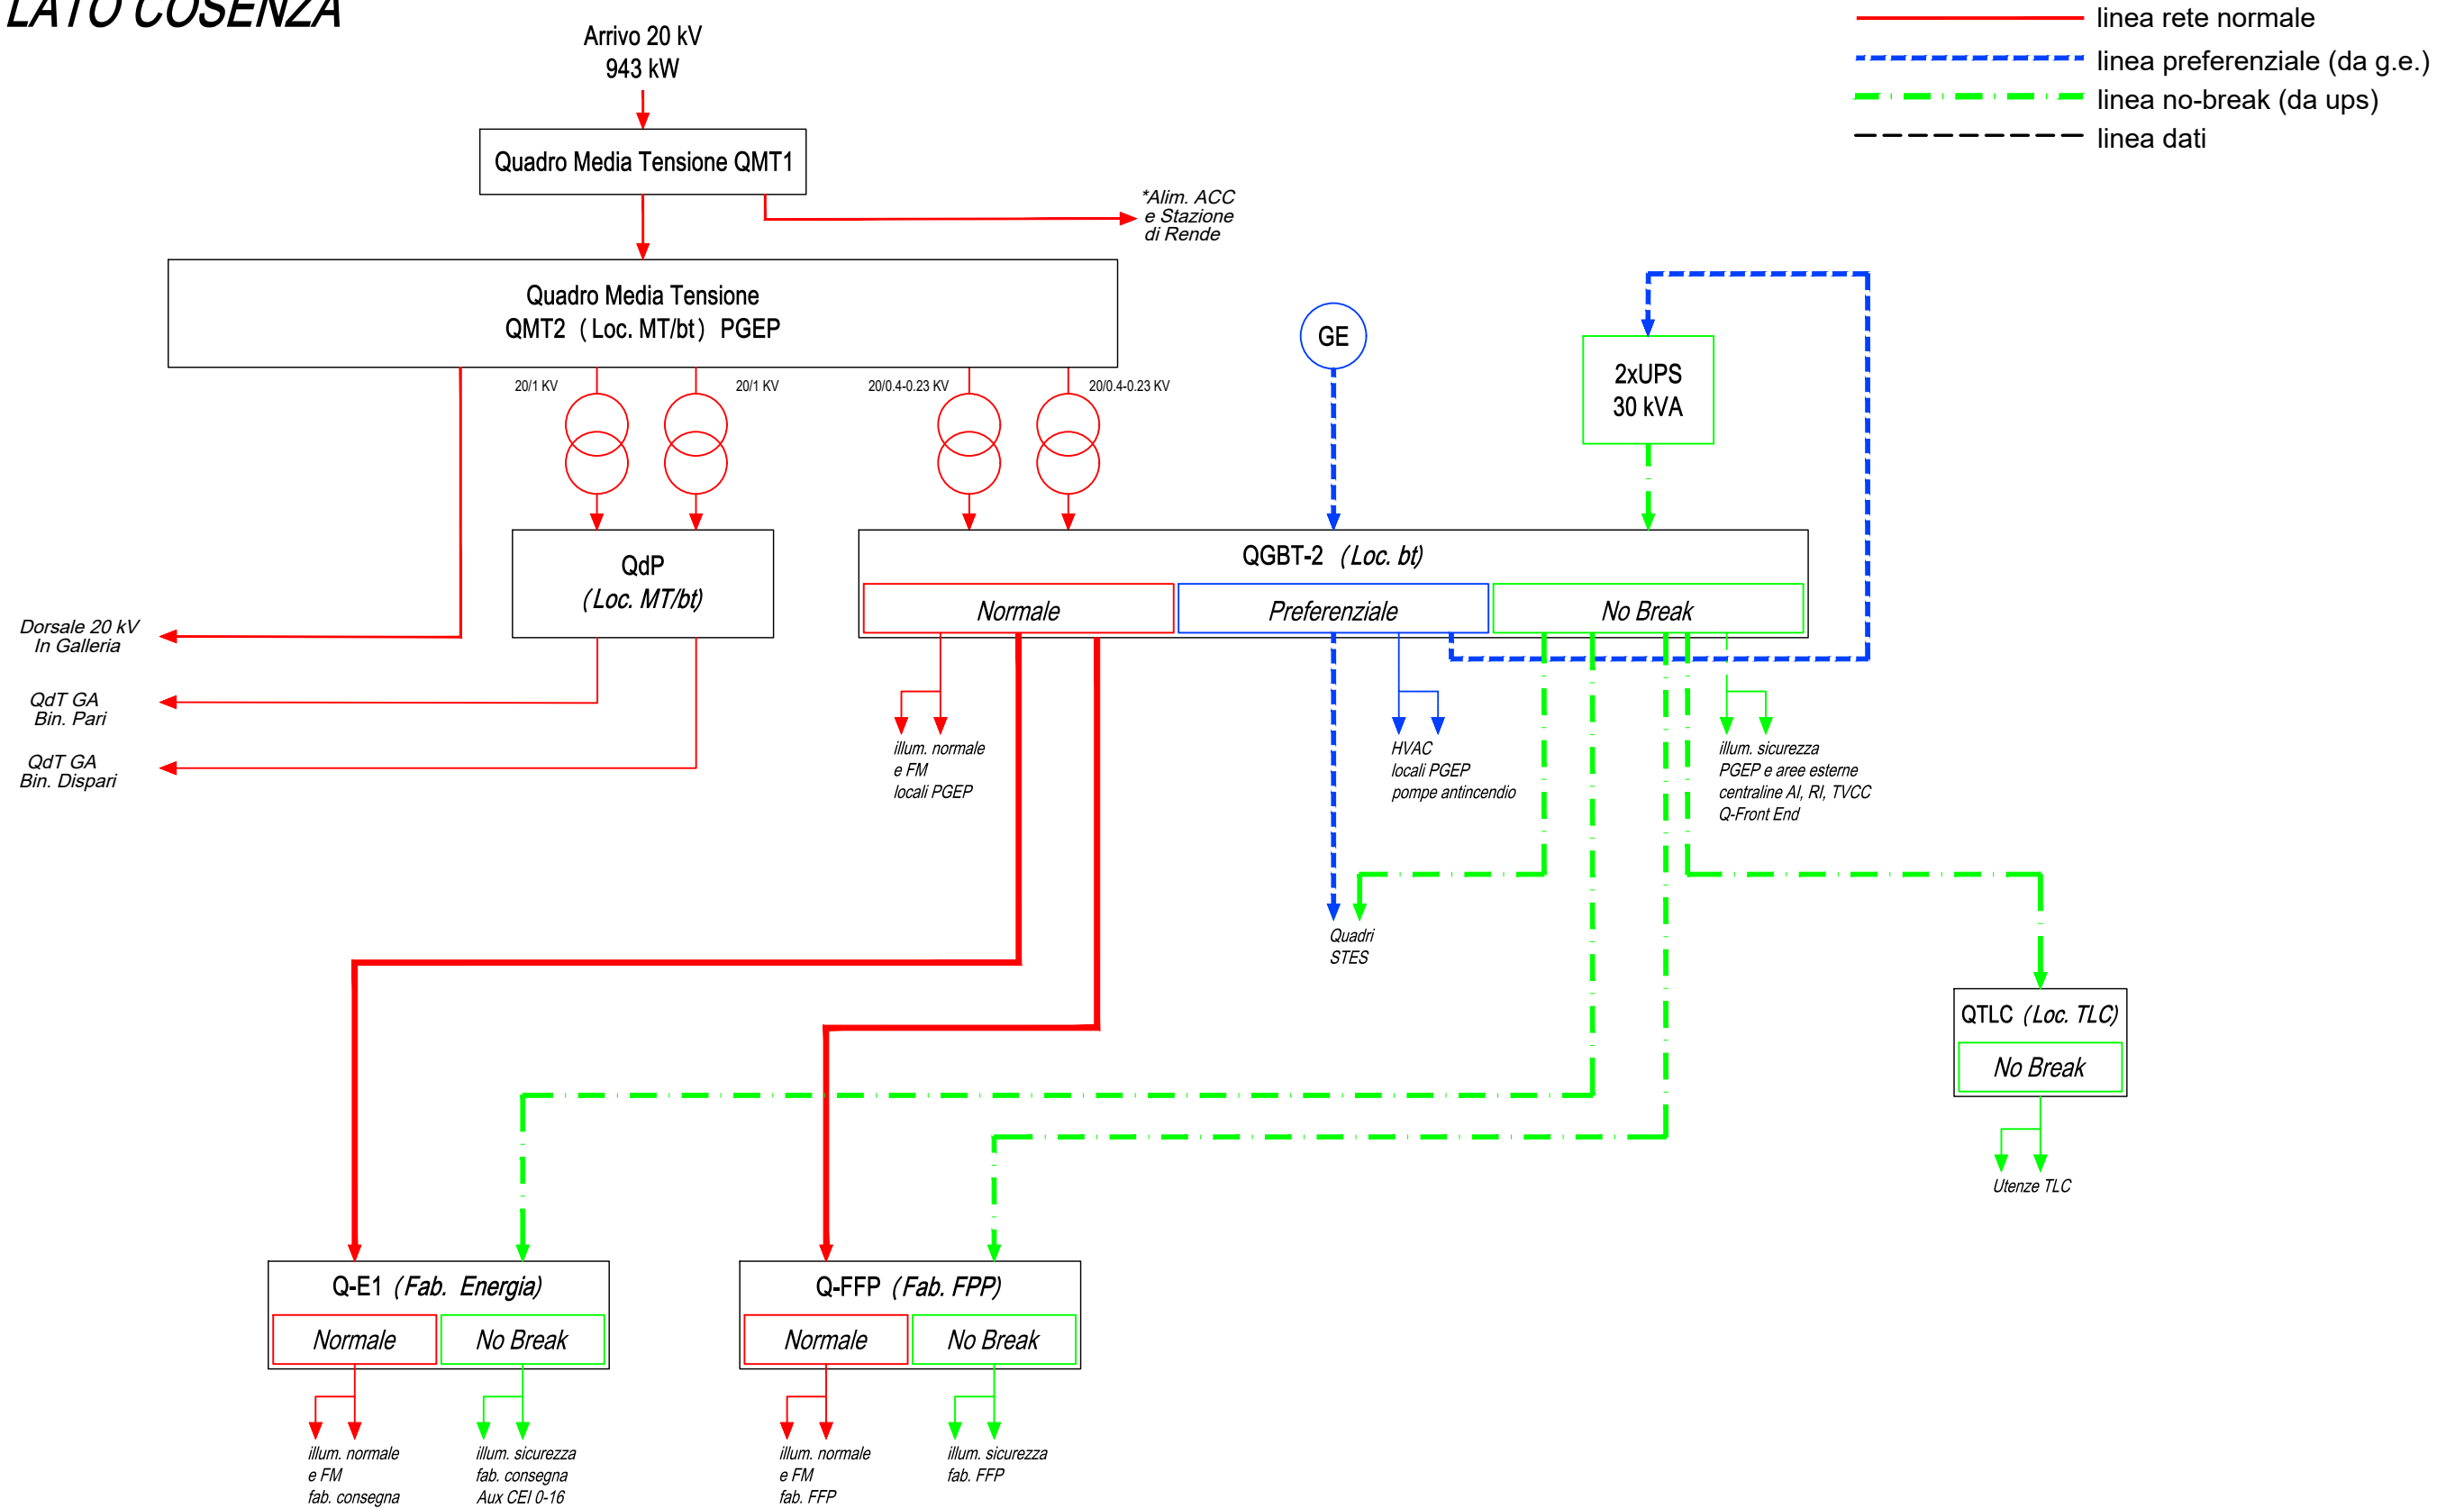 LATO COSENZA
linea rete normale
linea preferenziale (da g.e.)
linea no-break (da ups)
linea dati
Arrivo 20 kV
943 kW
Quadro Media Tensione QMT1
*Alim. ACC
e Stazione
di Rende
Quadro Media Tensione
QMT2 (Loc. MT/bt) PGEP
GE
2xUPS
30 kVA
20/1 KV
20/1 KV
20/0.4-0.23 KV
20/0.4-0.23 KV
QdP
(Loc. MT/bt)
QGBT-2 (Loc. bt)
Normale
Preferenziale
No Break
Dorsale 20 kV
In Galleria
QdT GA
Bin. Pari
QdT GA
Bin. Dispari
illum. normale
e FM
locali PGEP
HVAC
locali PGEP
pompe antincendio
illum. sicurezza
PGEP e aree esterne
centraline AI, RI, TVCC
Q-Front End
Quadri
STES
QTLC (Loc. TLC)
No Break
Utenze TLC
Q-E1 (Fab. Energia)
Normale
No Break
Q-FFP (Fab. FPP)
Normale
No Break
illum. normale
e FM
fab. consegna
illum. sicurezza
fab. consegna
Aux CEI 0-16
illum. normale
e FM
fab. FFP
illum. sicurezza
fab. FFP